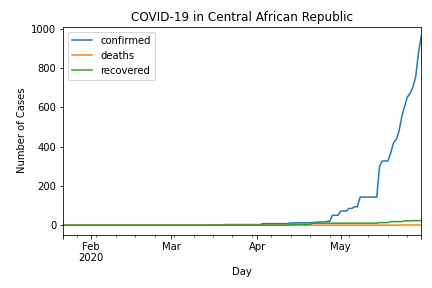 COVID-19 in Central African Republic
confirmed
deaths
recovered
Number of Cases
1000
800
600
400
200
0
Feb
2020
Mar
Apr
May
Day